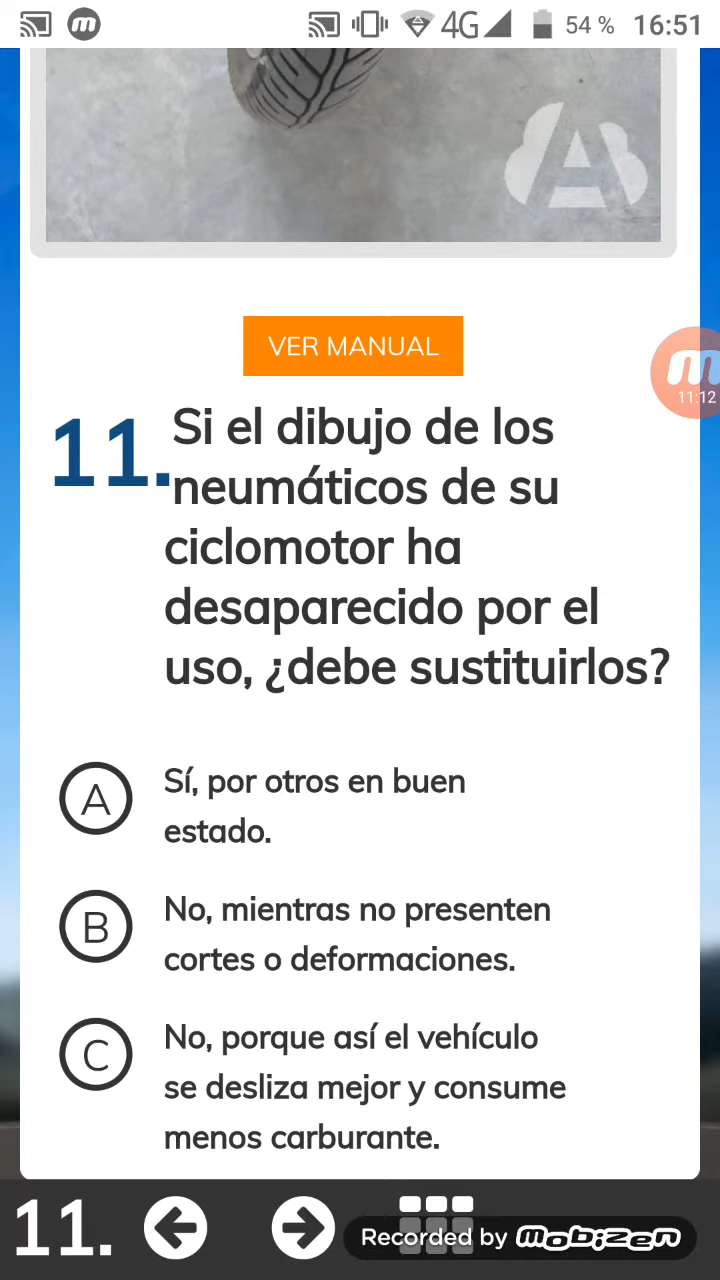 m 4G 54 % 16:51
A
VER MANUAL
m
11:12
11. Si el dibujo de los
neumáticos de su
ciclomotor ha
desaparecido por el
uso, ¿debe sustituirlos?
A Sí, por otros en buen
estado.
B No, mientras no presenten
cortes o deformaciones.
C No, porque así el vehículo
se desliza mejor y consume
menos carburante.
11. Recorded by mobizen